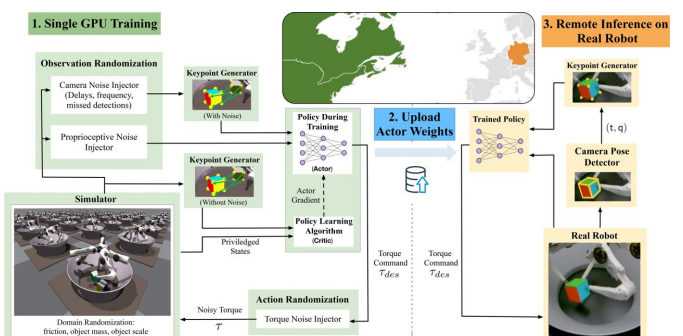 1. Single GPU Training
3. Remote Inference on
Real Robot
Observation Randomization
Camera Noise Injector
(Delays, frequency,
missed detections)
Proprioceptive Noise
Injector
Keypoint Generator
(With Noise)
Keypoint Generator
(Without Noise)
Policy During
Training
(Actor)
Actor
Gradient
Policy Learning
Algorithm
(Critic)
Priviledged
States
2. Upload
Actor Weights
Trained Policy
Keypoint Generator
(t, q)
Camera Pose
Detector
Real Robot
Simulator
Domain Randomization:
friction, object mass, object scale
Noisy Torque
τ
Action Randomization
Torque Noise Injector
Torque
Command
τdes
Torque
Command
τdes